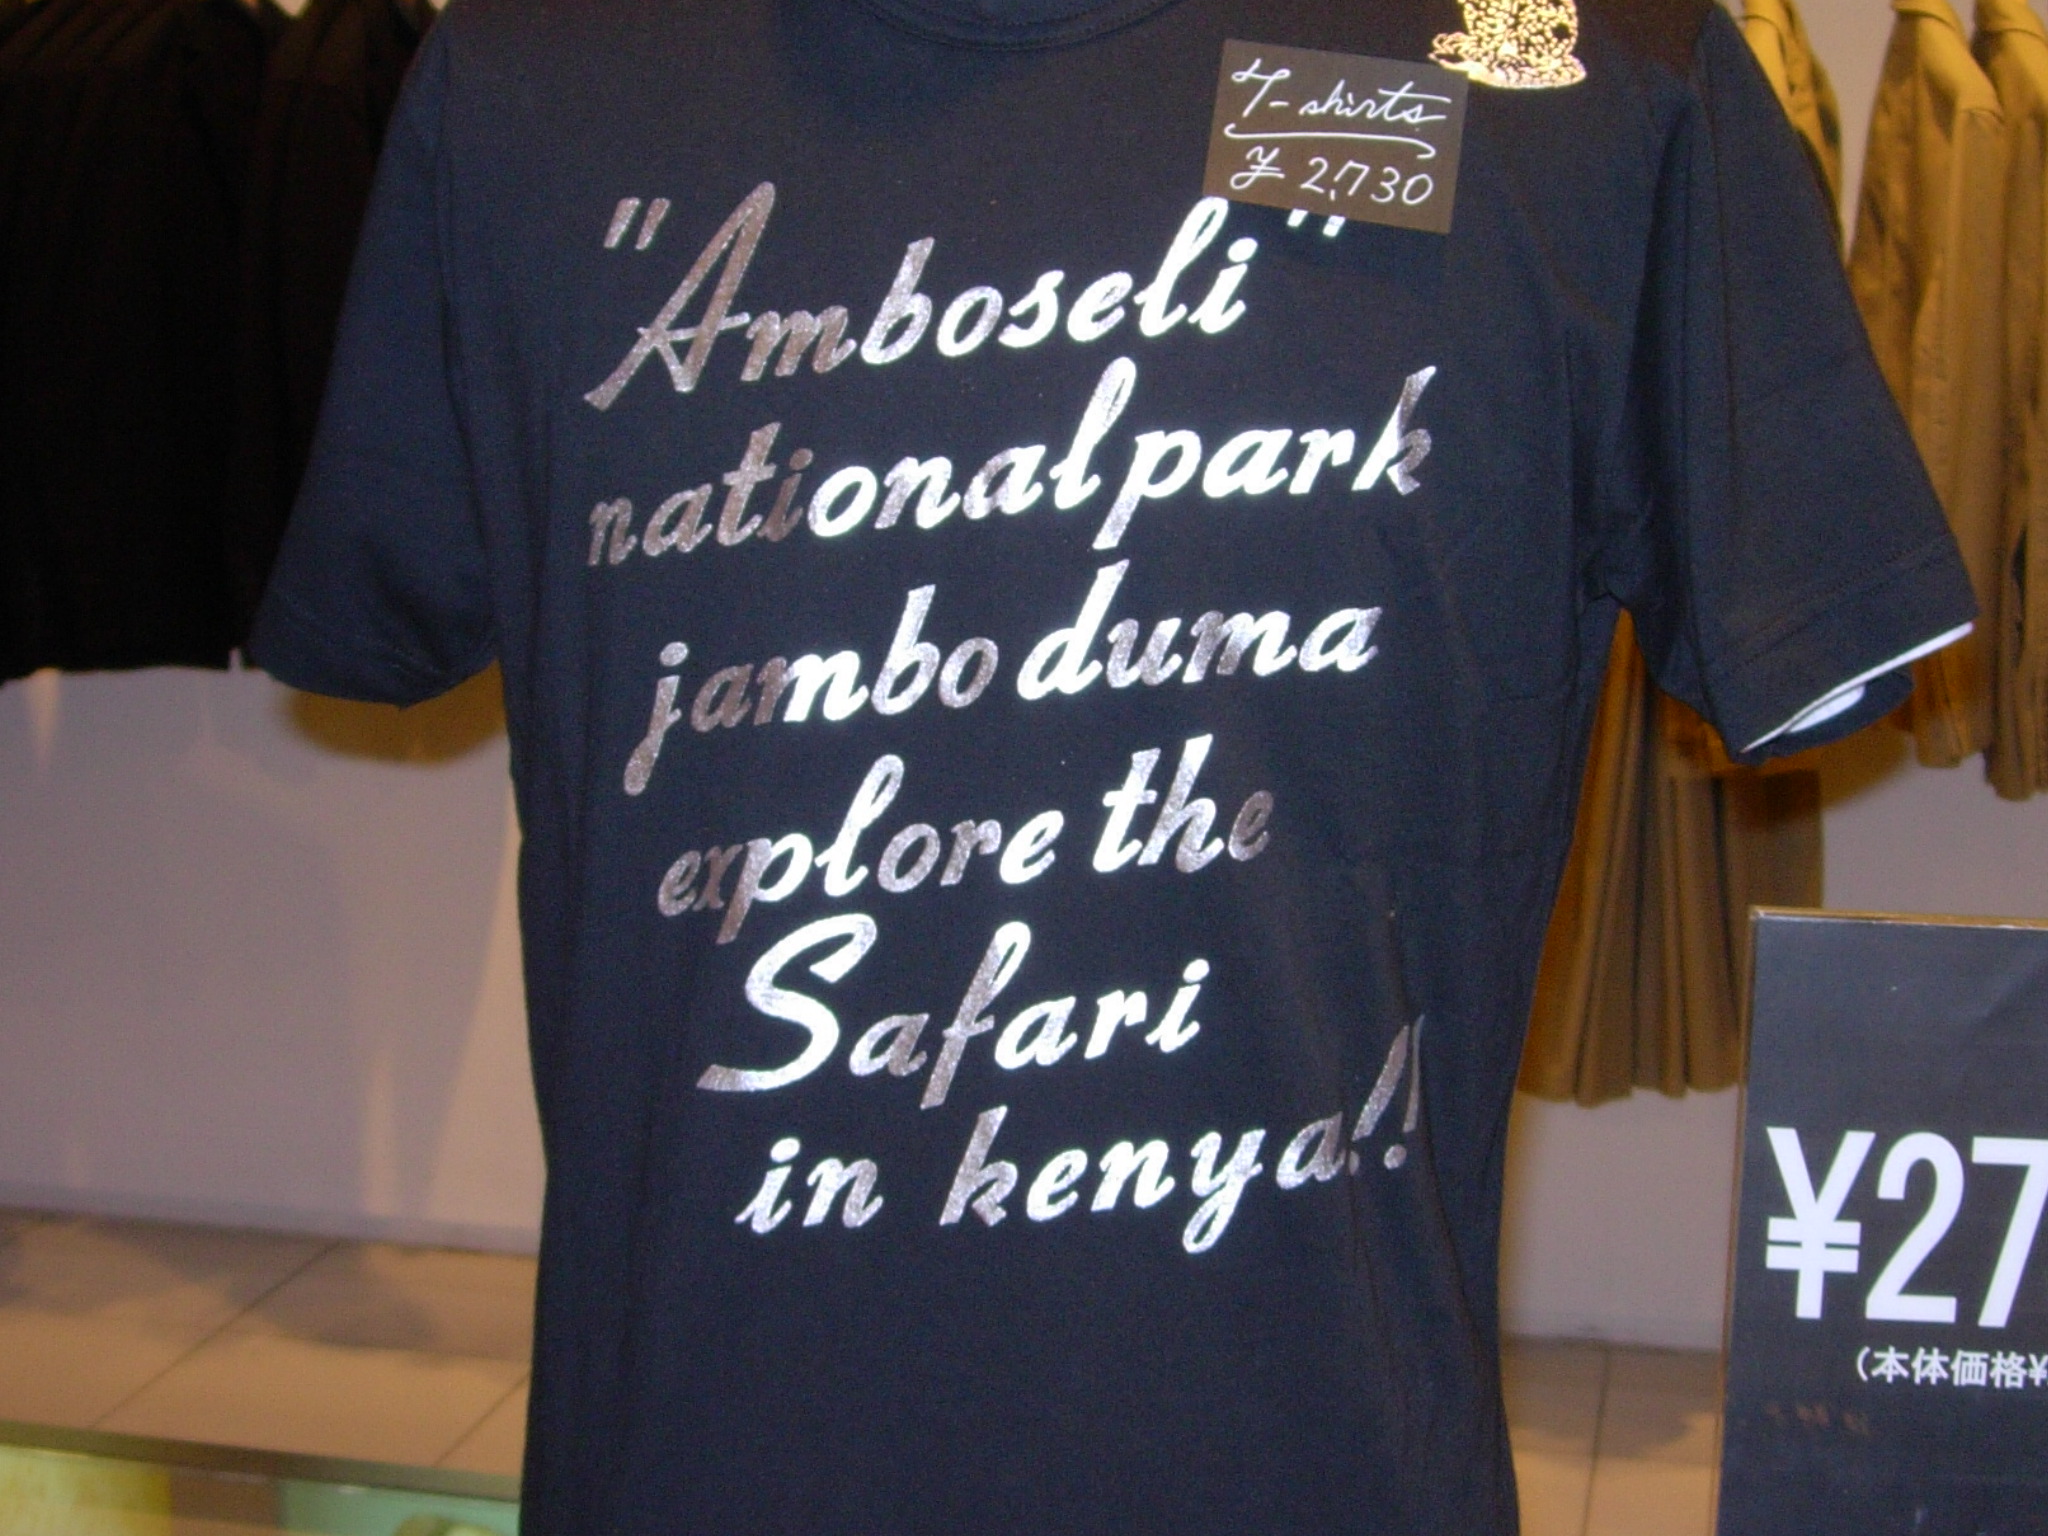 T-shirts
¥ 2,730
"Amboseli"
national park
jambo duma
explore the
Safari
in kenya!!
¥27
(本体価格¥